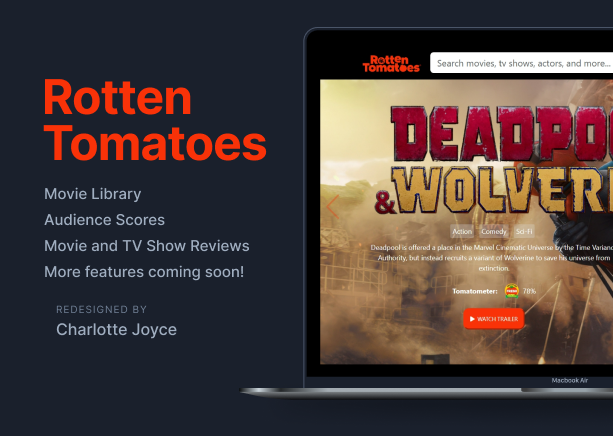 Rotten
Tomatoes
Movie Library
Audience Scores
Movie and TV Show Reviews
More features coming soon!
REDESIGNED BY
Charlotte Joyce
Rotten
Tomatoes
Search movies, tv shows, actors, and more...
DEADPOO
&WOLVERI
Action Comedy Sci-Fi
Deadpool is offered a place in the Marvel Cinematic Universe by the Time Varianc
Authority, but instead recruits a variant of Wolverine to save his universe from
extinction.
Tomatometer: 78%
WATCH TRAILER
Macbook Air